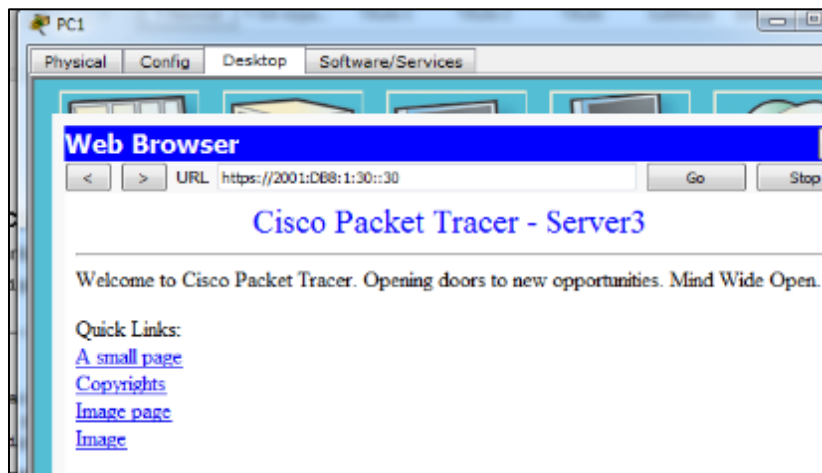 PC1
Physical Config Desktop Software/Services
Web Browser
< > URL https://2001:DB8:1:30::30 Go Stop
Cisco Packet Tracer - Server3
Welcome to Cisco Packet Tracer. Opening doors to new opportunities. Mind Wide Open.
Quick Links:
A small page
Copyrights
Image page
Image